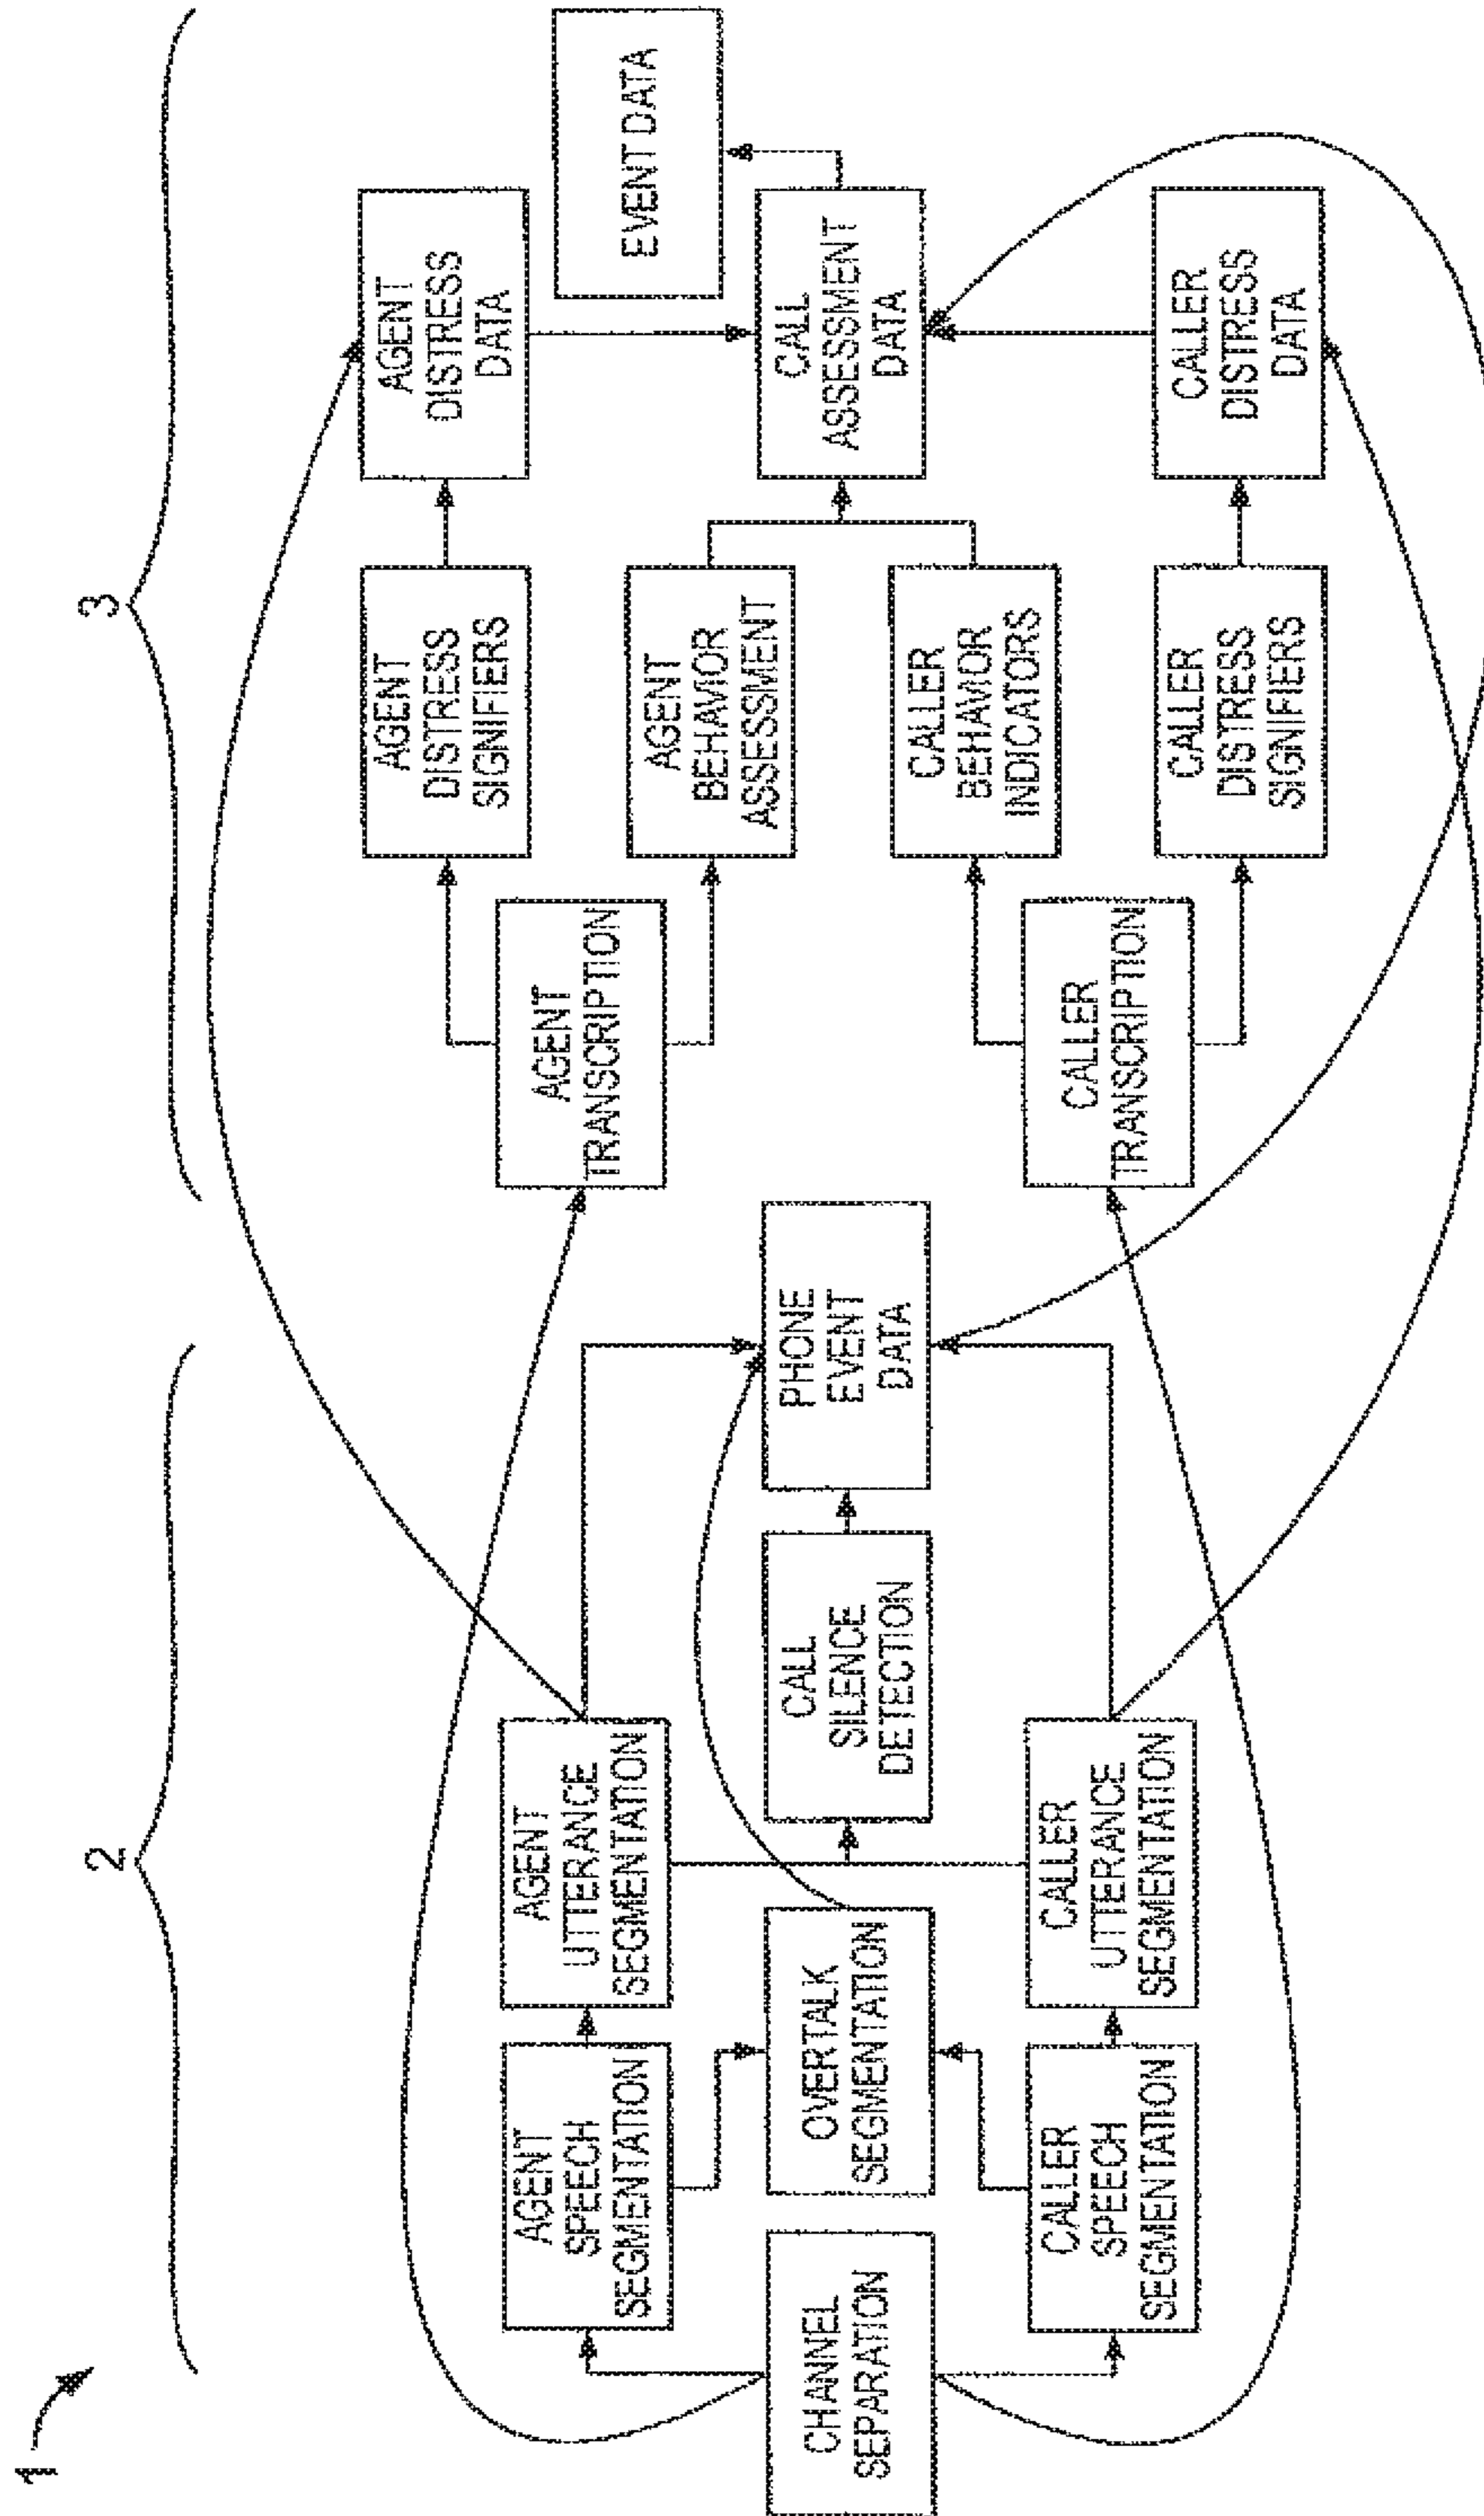 1
2
3
CHANNEL
SEPARATION
AGENT
SPEECH
SEGMENTATION
AGENT
UTTERANCE
SEGMENTATION
OVERTALK
SEGMENTATION
CALLER
SPEECH
SEGMENTATION
CALLER
UTTERANCE
SEGMENTATION
CALL
SILENCE
DETECTION
PHONE
EVENT
DATA
AGENT
TRANSCRIPTION
CALLER
TRANSCRIPTION
AGENT
DISTRESS
SIGNIFIERS
AGENT
BEHAVIOR
ASSESSMENT
CALLER
BEHAVIOR
INDICATORS
CALLER
DISTRESS
SIGNIFIERS
AGENT
DISTRESS
DATA
CALL
ASSESSMENT
DATA
CALLER
DISTRESS
DATA
EVENT DATA